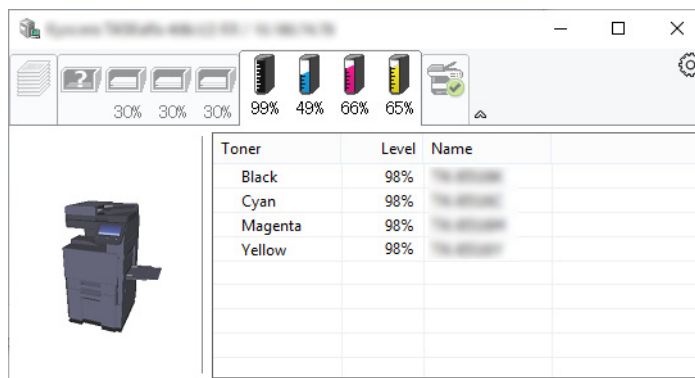 30% 30% 30% 99% 49% 66% 65%
Toner Level Name
Black 98%
Cyan 98%
Magenta 98%
Yellow 98%